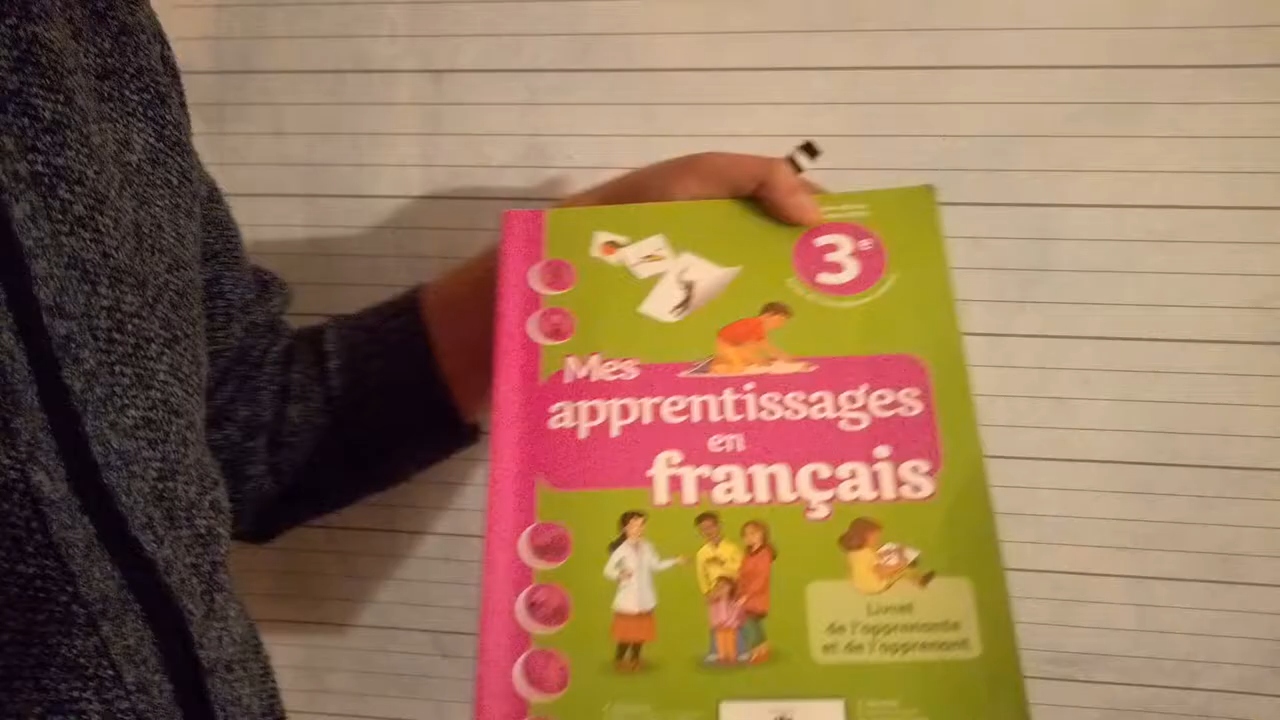 3e
Mes
apprentissages
en
français
Livret
de l'apprenante
et de l'apprenant